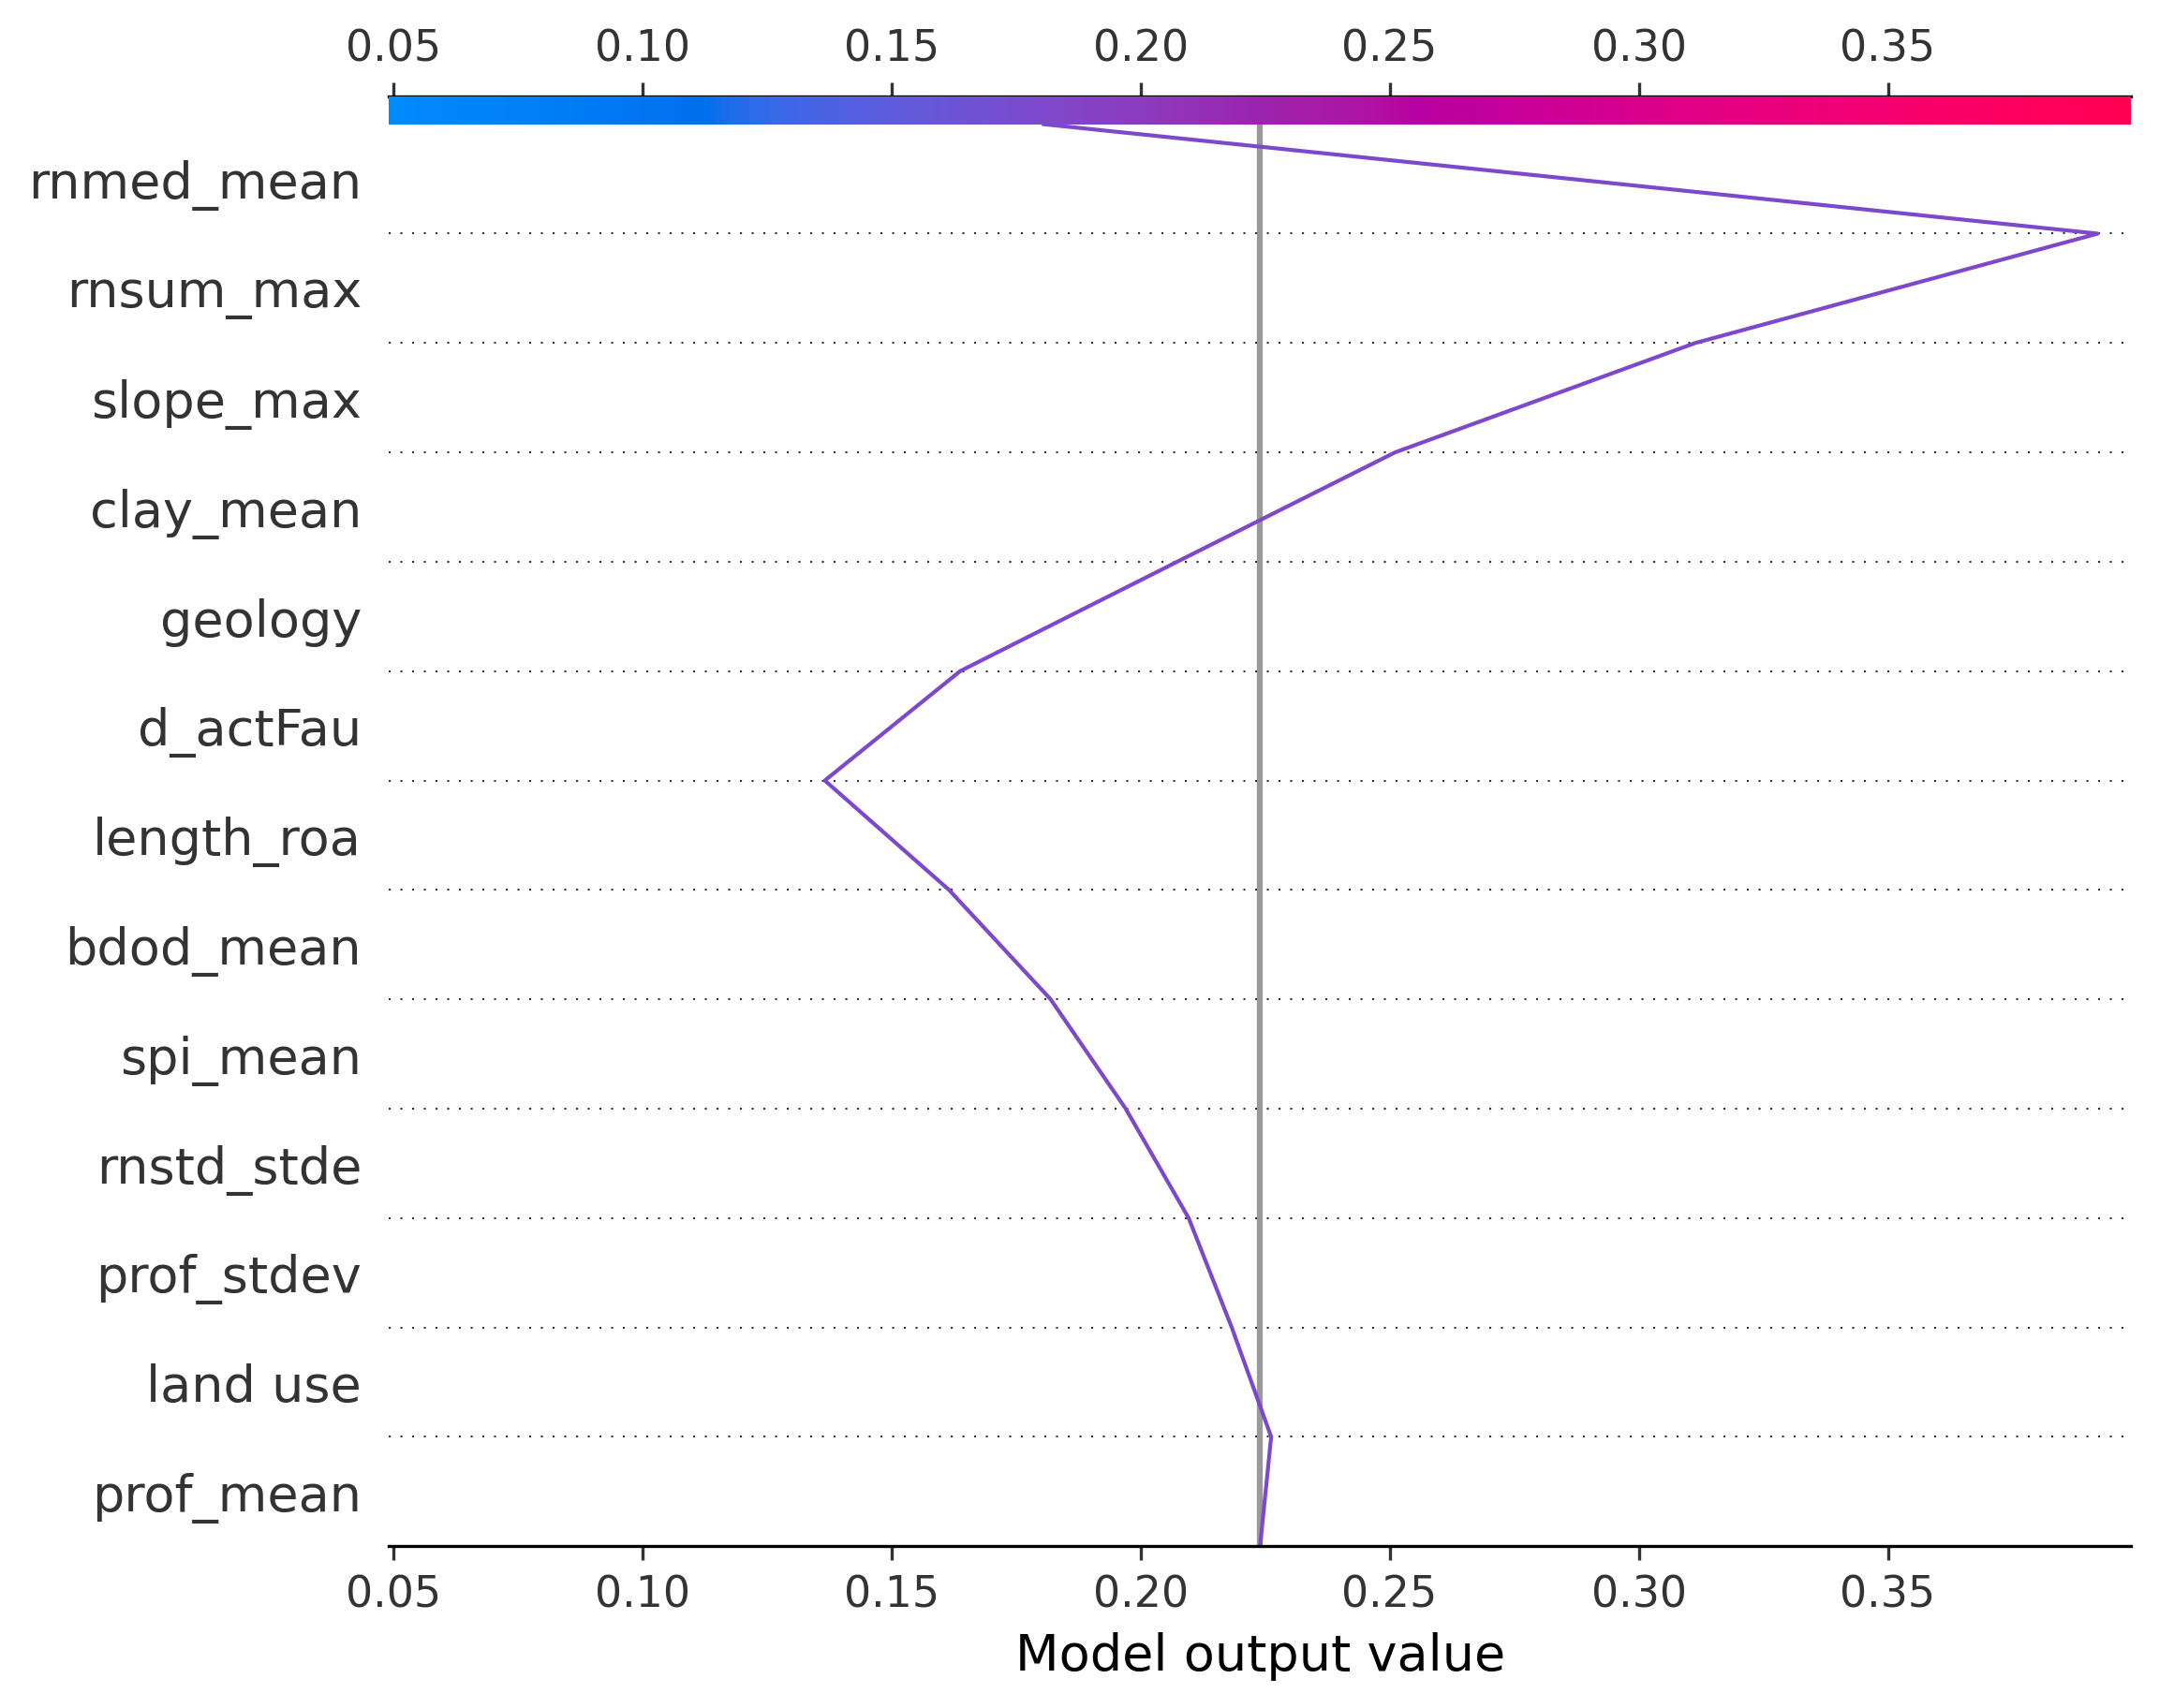 0.05 0.10 0.15 0.20 0.25 0.30 0.35
rnmed_mean
rnsum_max
slope_max
clay_mean
geology
d_actFau
length_roa
bdod_mean
spi_mean
rnstd_stde
prof_stdev
land use
prof_mean
0.05 0.10 0.15 0.20 0.25 0.30 0.35
Model output value